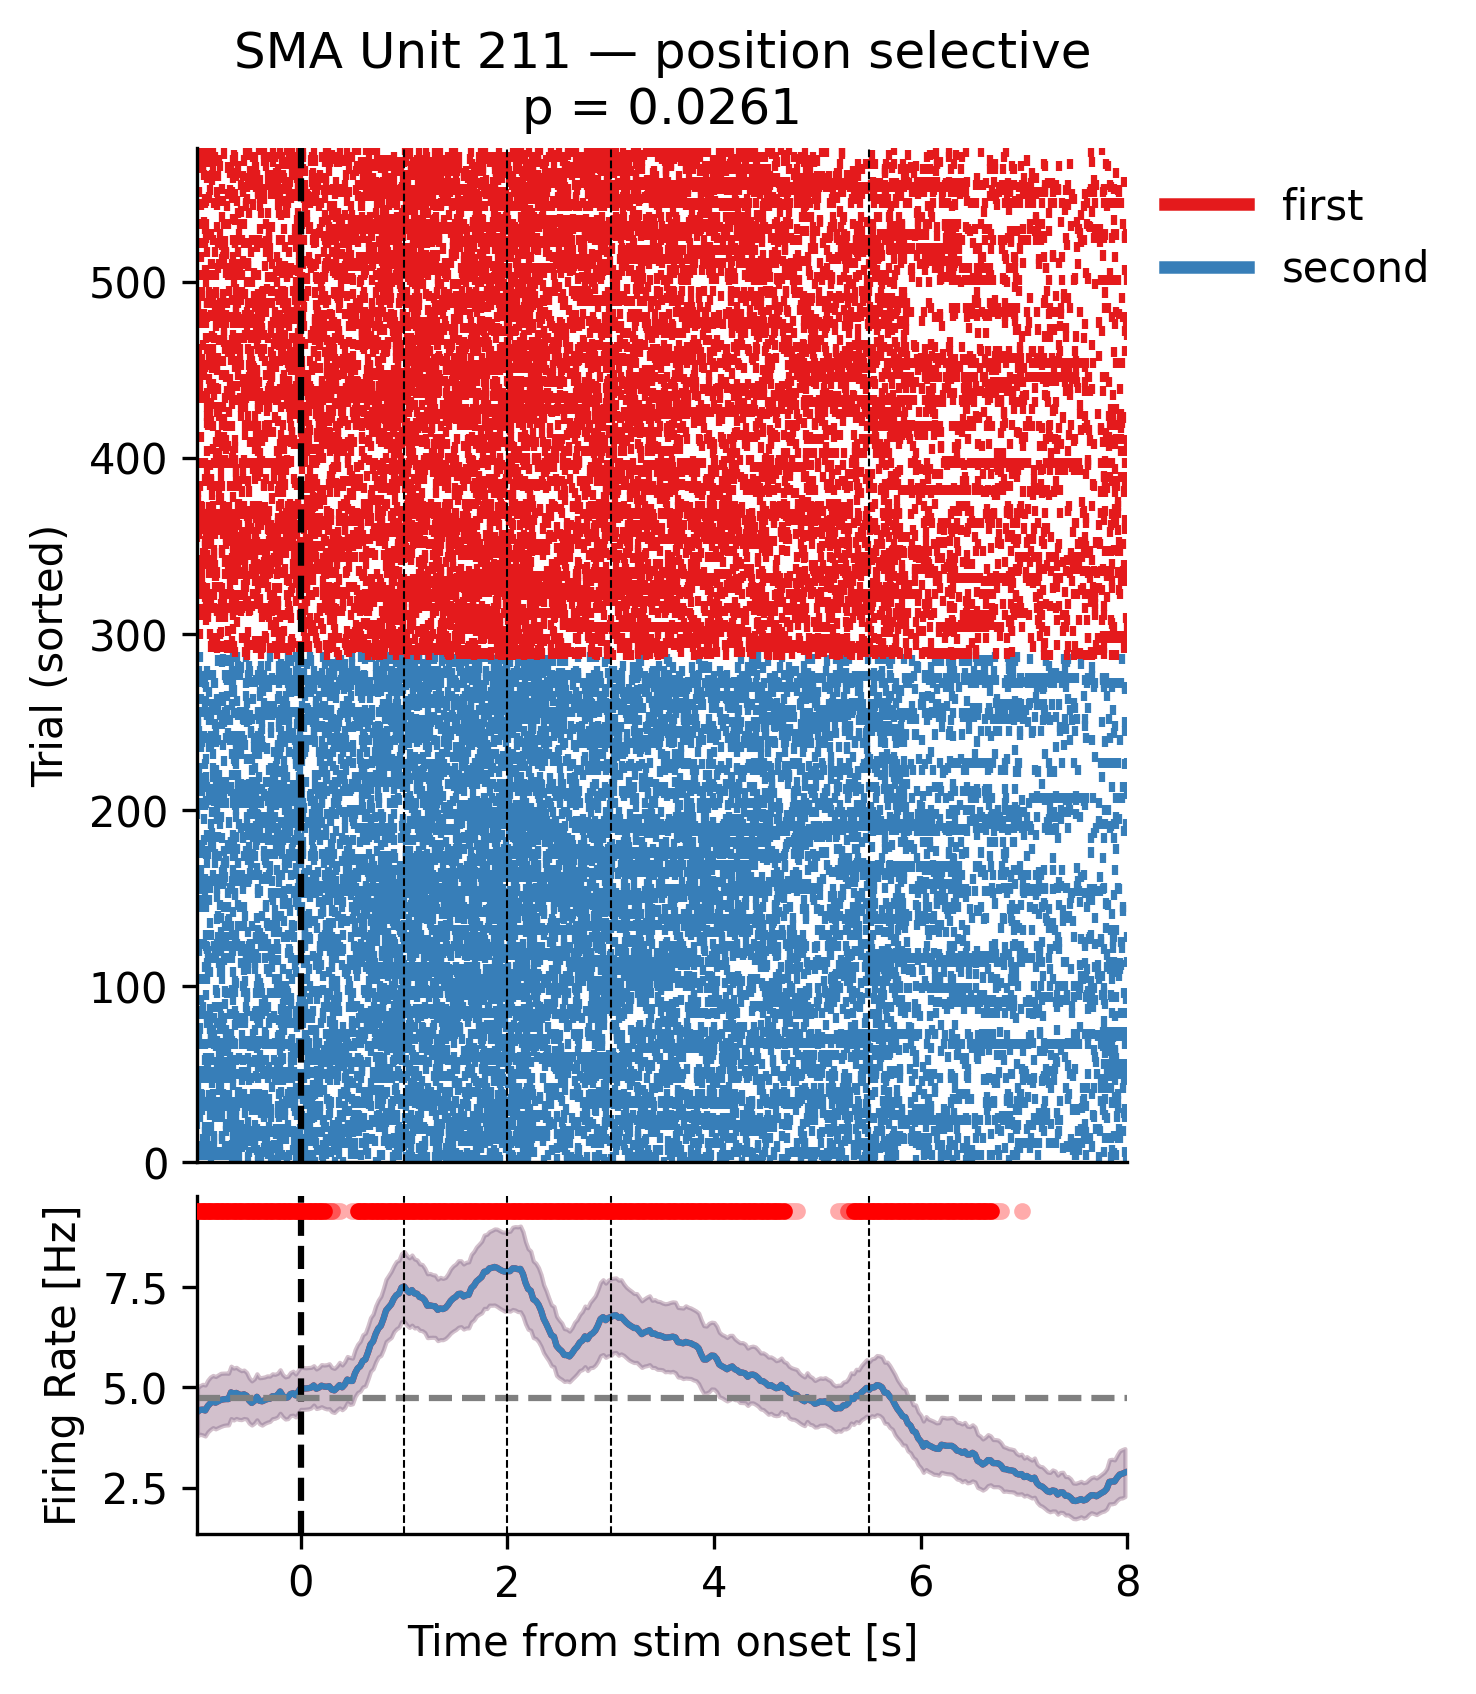 SMA Unit 211 — position selective
p = 0.0261
first
second
Trial (sorted)
500
400
300
200
100
0
Firing Rate [Hz]
7.5
5.0
2.5
0
2
4
6
8
Time from stim onset [s]